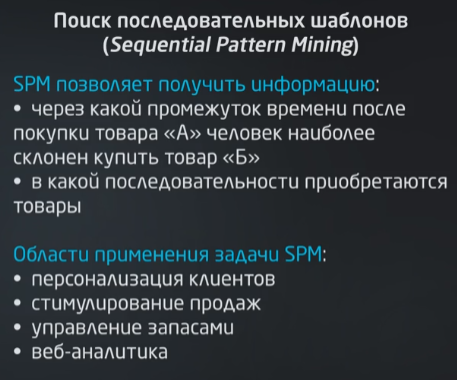 Поиск последовательных шаблонов
(Sequential Pattern Mining)
SPM позволяет получить информацию:
• через какой промежуток времени после
покупки товара «А» человек наиболее
склонен купить товар «Б»
• в какой последовательности приобретаются
товары
Области применения задачи SPM:
• персонализация клиентов
• стимулирование продаж
• управление запасами
• веб-аналитика